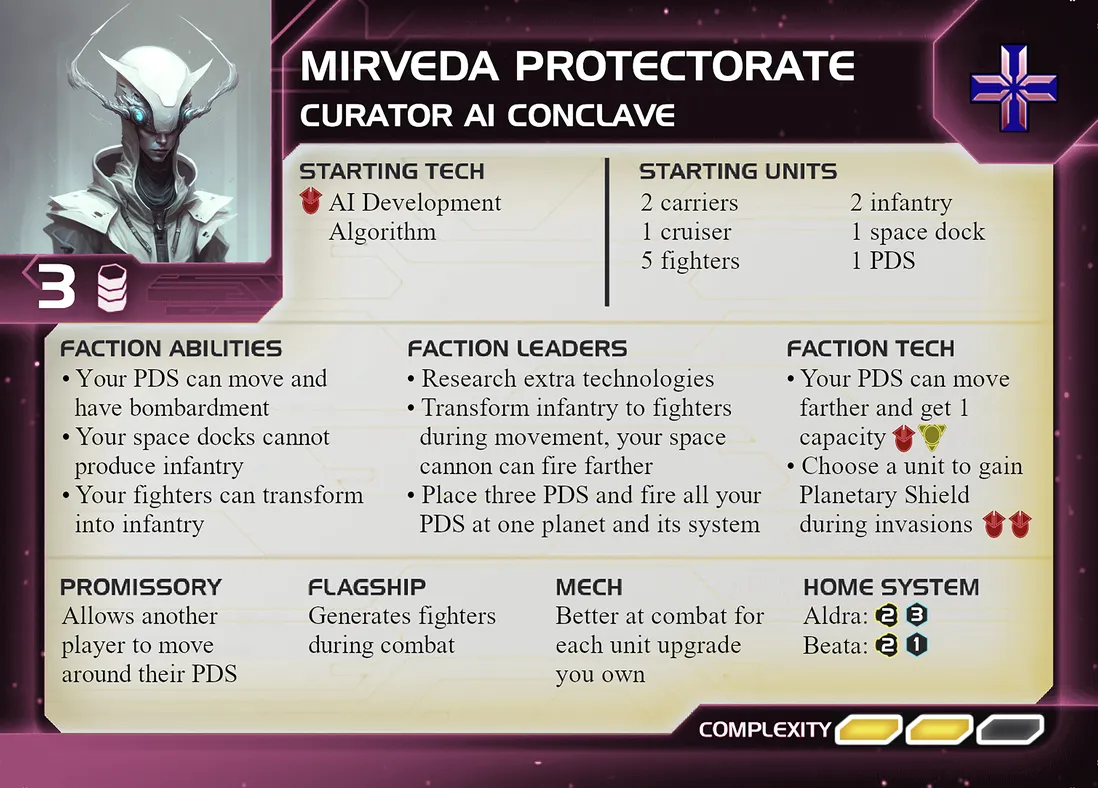 MIRVEDA PROTECTORATE
CURATOR AI CONCLAVE
3
STARTING TECH
AI Development
Algorithm
STARTING UNITS
2 carriers
1 cruiser
5 fighters
2 infantry
1 space dock
1 PDS
FACTION ABILITIES
• Your PDS can move and
have bombardment
• Your space docks cannot
produce infantry
• Your fighters can transform
into infantry
FACTION LEADERS
• Research extra technologies
• Transform infantry to fighters
during movement, your space
cannon can fire farther
• Place three PDS and fire all your
PDS at one planet and its system
FACTION TECH
• Your PDS can move
farther and get 1
capacity
• Choose a unit to gain
Planetary Shield
during invasions
PROMISSORY
Allows another
player to move
around their PDS
FLAGSHIP
Generates fighters
during combat
MECH
Better at combat for
each unit upgrade
you own
HOME SYSTEM
Aldra: 2 3
Beata: 2 1
COMPLEXITY